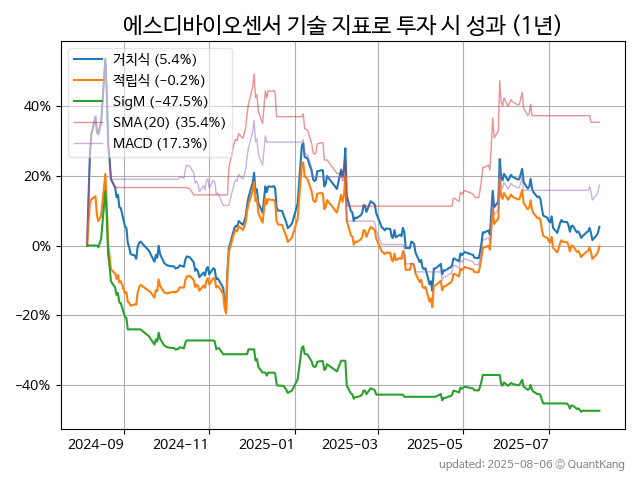 에스디바이오센서 기술 지표로 투자 시 성과 (1년)
거치식 (5.4%)
적립식 (−0.2%)
SigM (−47.5%)
SMA(20) (35.4%)
MACD (17.3%)
40%
20%
0%
−20%
−40%
2024-09 2024-11 2025-01 2025-03 2025-05 2025-07
updated: 2025-08-06 © QuantKang